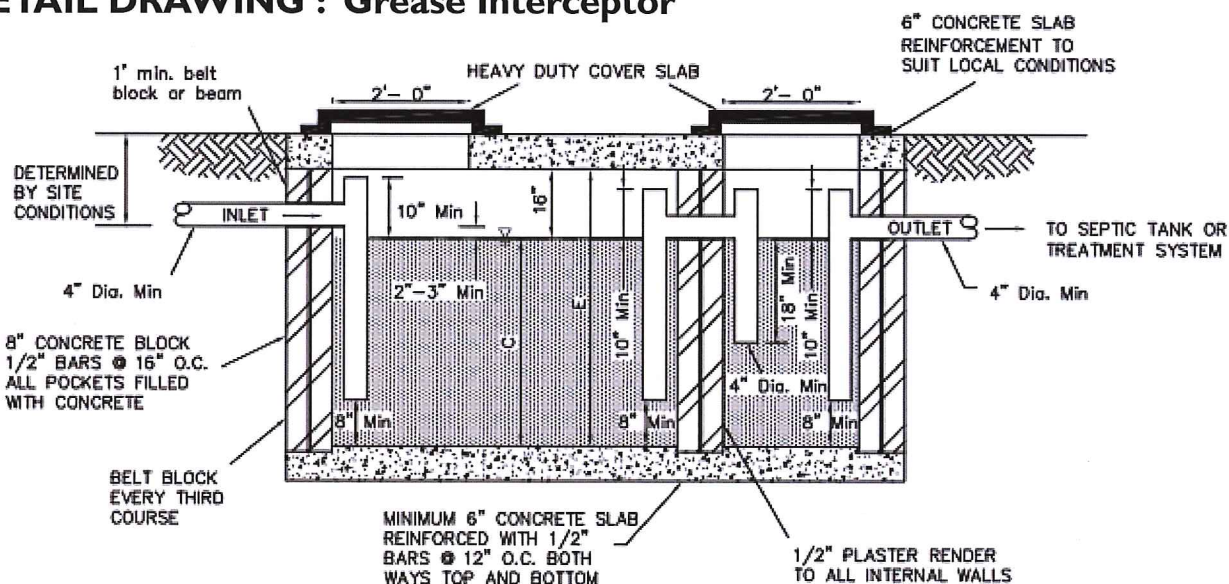 ETAIL DRAWING : Grease Interceptor
6" CONCRETE SLAB
REINFORCEMENT TO
SUIT LOCAL CONDITIONS
1' min. belt
block or beam
HEAVY DUTY COVER SLAB
2'- 0"
2'- 0"
DETERMINED
BY SITE
CONDITIONS
INLET
10" Min
16"
OUTLET
TO SEPTIC TANK OR
TREATMENT SYSTEM
4" Dia. Min
2"-3" Min
C
E
10" Min
18" Min
10" Min
4" Dia. Min
8" CONCRETE BLOCK
1/2" BARS @ 16" O.C.
ALL POCKETS FILLED
WITH CONCRETE
4" Dia. Min
8" Min
8" Min
8" Min
BELT BLOCK
EVERY THIRD
COURSE
MINIMUM 6" CONCRETE SLAB
REINFORCED WITH 1/2"
BARS @ 12" O.C. BOTH
WAYS TOP AND BOTTOM
1/2" PLASTER RENDER
TO ALL INTERNAL WALLS